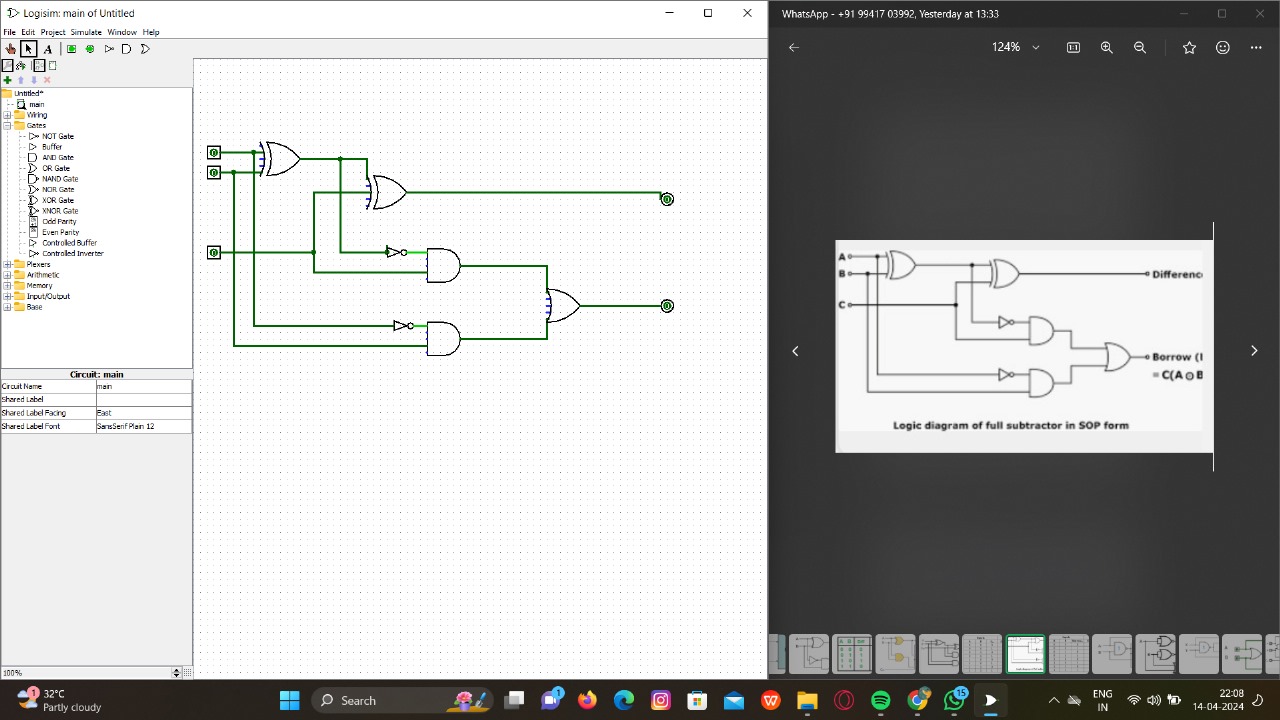 Logisim: main of Untitled
File Edit Project Simulate Window Help
A
Untitled*
main
Wiring
Gates
NOT Gate
Buffer
AND Gate
OR Gate
NAND Gate
NOR Gate
XOR Gate
XNOR Gate
Odd Parity
Even Parity
Controlled Buffer
Controlled Inverter
Plexers
Arithmetic
Memory
Input/Output
Base
Circuit: main
Circuit Name main
Shared Label
Shared Label Facing East
Shared Label Font SansSerif Plain 12
100%
0
0
0
0
0
WhatsApp - +91 99417 03992, Yesterday at 13:33
124%
1:1
A
B
C
Differenc
Borrow (
= C(A ⊙ B
Logic diagram of full subtractor in SOP form
1
32°C
Partly cloudy
Search
1
15
ENG
IN
22:08
14-04-2024